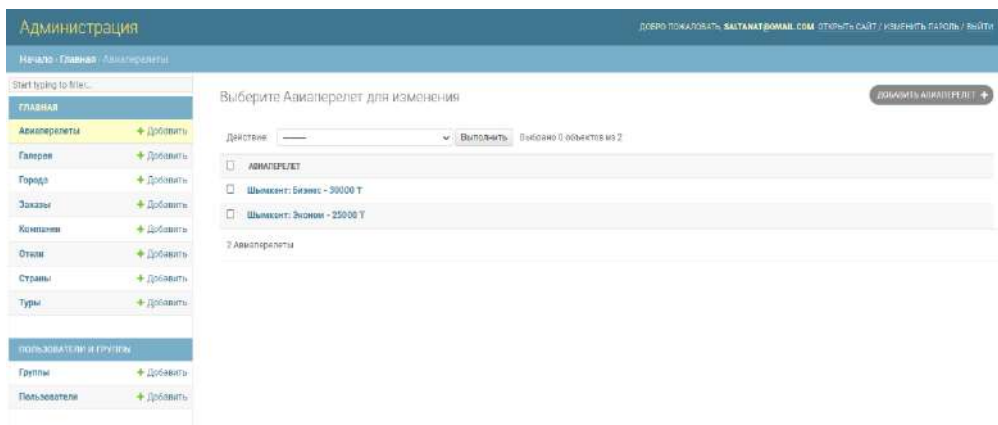 Администрация
ДОБРО ПОЖАЛОВАТЬ, SALTANAT@GMAIL.COM. ОТКРЫТЬ САЙТ / ИЗМЕНИТЬ ПАРОЛЬ / ВЫЙТИ
Начало › Главная › Авиаперелеты
Start typing to filter...
ГЛАВНАЯ
Авиаперелеты + Добавить
Галерея + Добавить
Города + Добавить
Заказы + Добавить
Компании + Добавить
Отели + Добавить
Страны + Добавить
Туры + Добавить
ПОЛЬЗОВАТЕЛИ И ГРУППЫ
Группы + Добавить
Пользователи + Добавить
Выберите Авиаперелет для изменения
ДОБАВИТЬ АВИАПЕРЕЛЕТ +
Действие: ------ Выполнить Выбрано 0 объектов из 2
АВИАПЕРЕЛЕТ
Шымкент: Бизнес - 30000 Т
Шымкент: Эконом - 25000 Т
2 Авиаперелеты